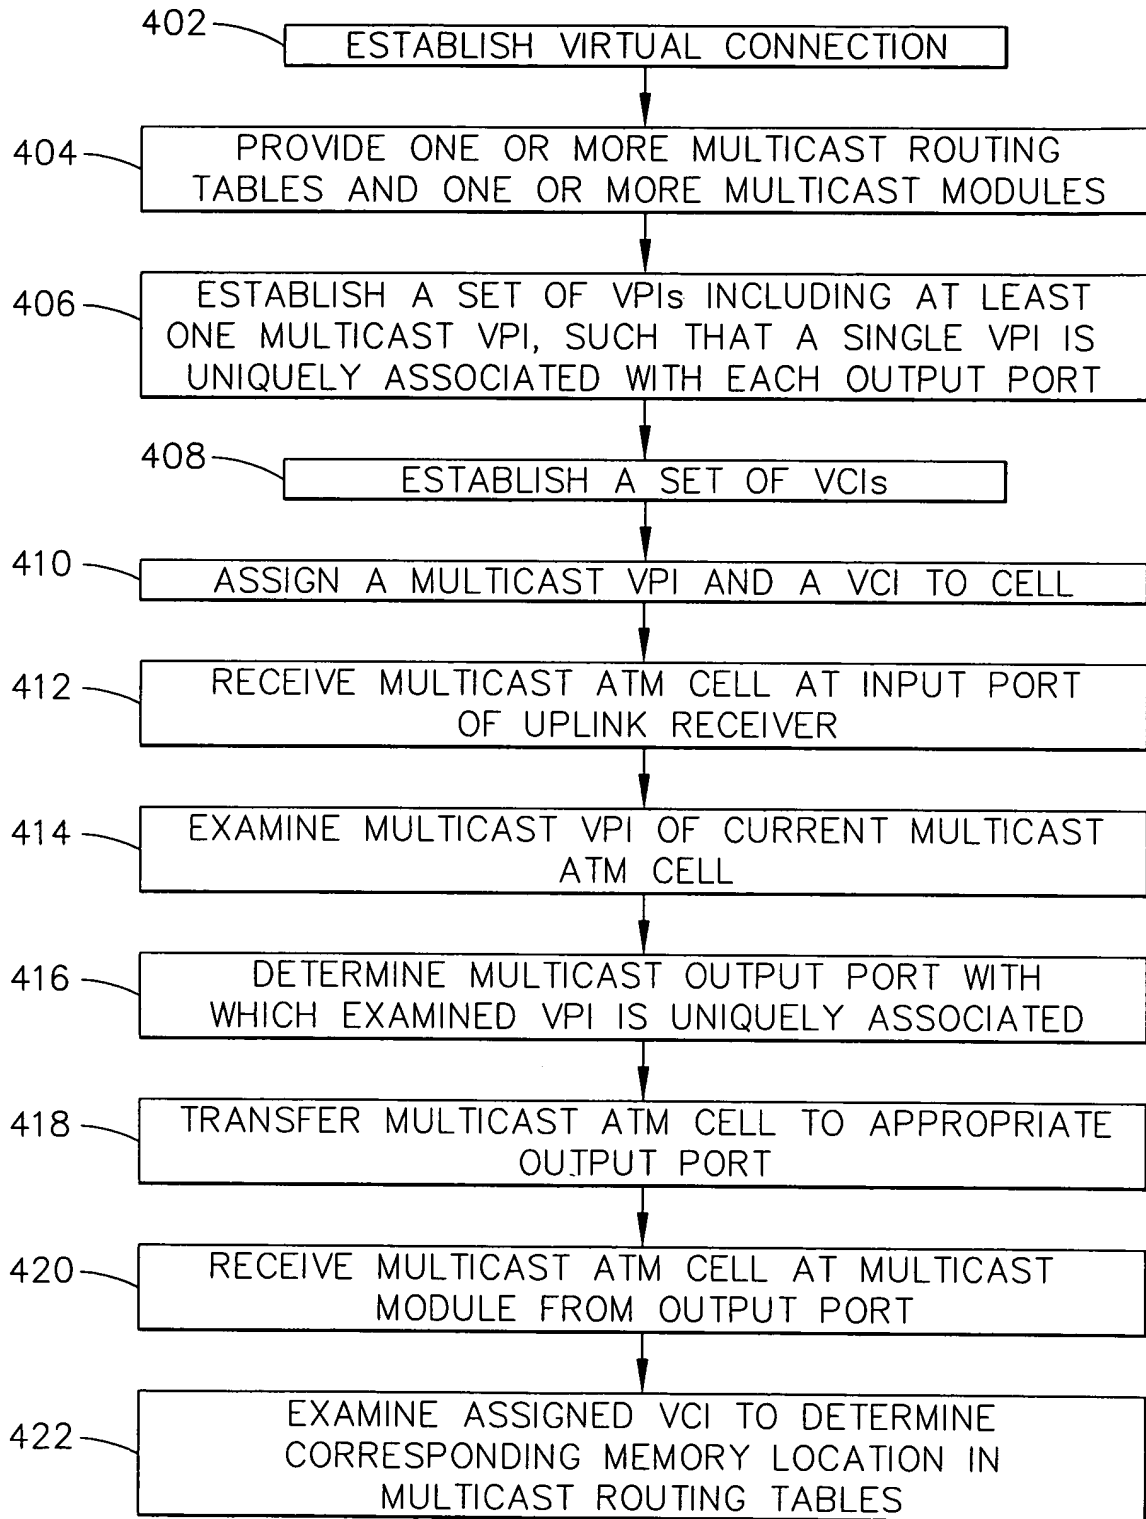 402
ESTABLISH VIRTUAL CONNECTION
404
PROVIDE ONE OR MORE MULTICAST ROUTING
TABLES AND ONE OR MORE MULTICAST MODULES
406
ESTABLISH A SET OF VPIs INCLUDING AT LEAST
ONE MULTICAST VPI, SUCH THAT A SINGLE VPI IS
UNIQUELY ASSOCIATED WITH EACH OUTPUT PORT
408
ESTABLISH A SET OF VCIs
410
ASSIGN A MULTICAST VPI AND A VCI TO CELL
412
RECEIVE MULTICAST ATM CELL AT INPUT PORT
OF UPLINK RECEIVER
414
EXAMINE MULTICAST VPI OF CURRENT MULTICAST
ATM CELL
416
DETERMINE MULTICAST OUTPUT PORT WITH
WHICH EXAMINED VPI IS UNIQUELY ASSOCIATED
418
TRANSFER MULTICAST ATM CELL TO APPROPRIATE
OUTPUT PORT
420
RECEIVE MULTICAST ATM CELL AT MULTICAST
MODULE FROM OUTPUT PORT
422
EXAMINE ASSIGNED VCI TO DETERMINE
CORRESPONDING MEMORY LOCATION IN
MULTICAST ROUTING TABLES